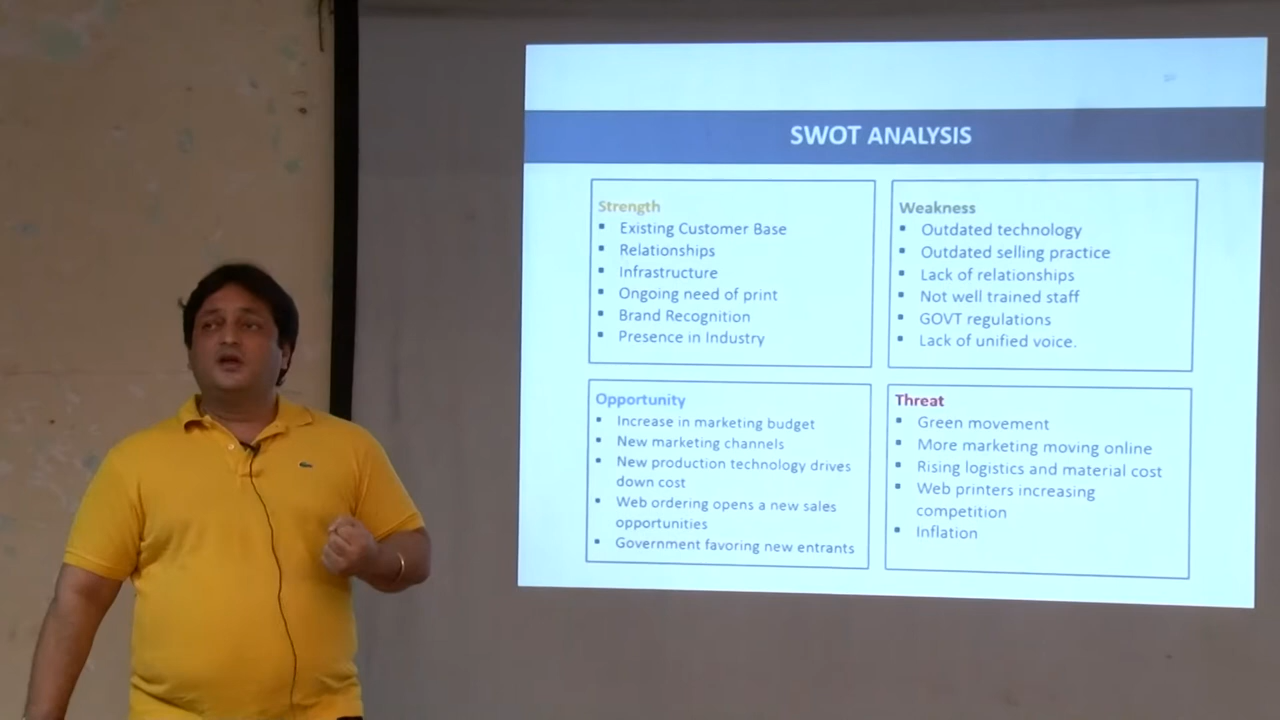 SWOT ANALYSIS
Strength
▪ Existing Customer Base
▪ Relationships
▪ Infrastructure
▪ Ongoing need of print
▪ Brand Recognition
▪ Presence in Industry
Weakness
▪ Outdated technology
▪ Outdated selling practice
▪ Lack of relationships
▪ Not well trained staff
▪ GOVT regulations
▪ Lack of unified voice.
Opportunity
▪ Increase in marketing budget
▪ New marketing channels
▪ New production technology drives
down cost
▪ Web ordering opens a new sales
opportunities
▪ Government favoring new entrants
Threat
▪ Green movement
▪ More marketing moving online
▪ Rising logistics and material cost
▪ Web printers increasing
competition
▪ Inflation